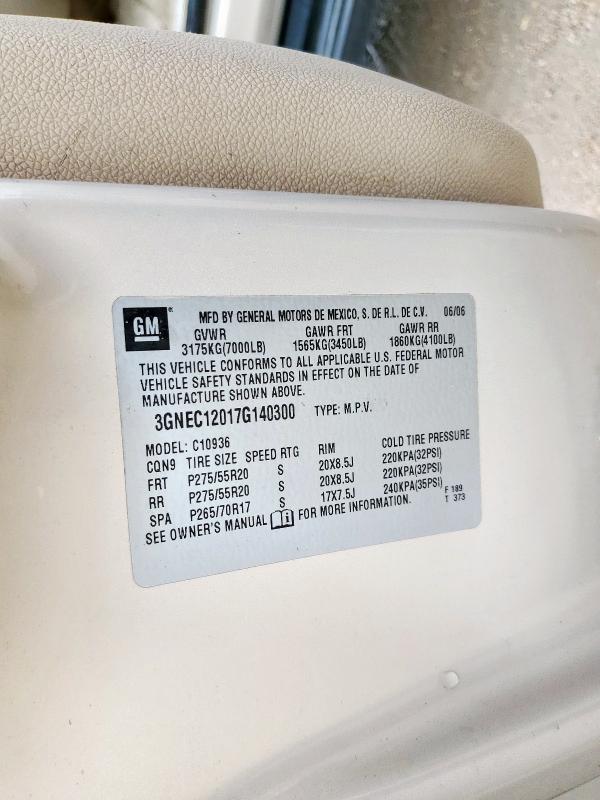 GM
MFD BY GENERAL MOTORS DE MEXICO, S. DE R.L. DE C.V. 06/06
GVWR GAWR FRT GAWR RR
3175KG(7000LB) 1565KG(3450LB) 1860KG(4100LB)
THIS VEHICLE CONFORMS TO ALL APPLICABLE U.S. FEDERAL MOTOR
VEHICLE SAFETY STANDARDS IN EFFECT ON THE DATE OF
MANUFACTURE SHOWN ABOVE.
3GNEC12017G140300 TYPE: M.P.V.
MODEL: C10936
CQN9 TIRE SIZE SPEED RTG RIM COLD TIRE PRESSURE
FRT P275/55R20 S 20X8.5J 220KPA(32PSI)
RR P275/55R20 S 20X8.5J 220KPA(32PSI)
SPA P265/70R17 S 17X7.5J 240KPA(35PSI) F 189
SEE OWNER'S MANUAL i FOR MORE INFORMATION. T 373